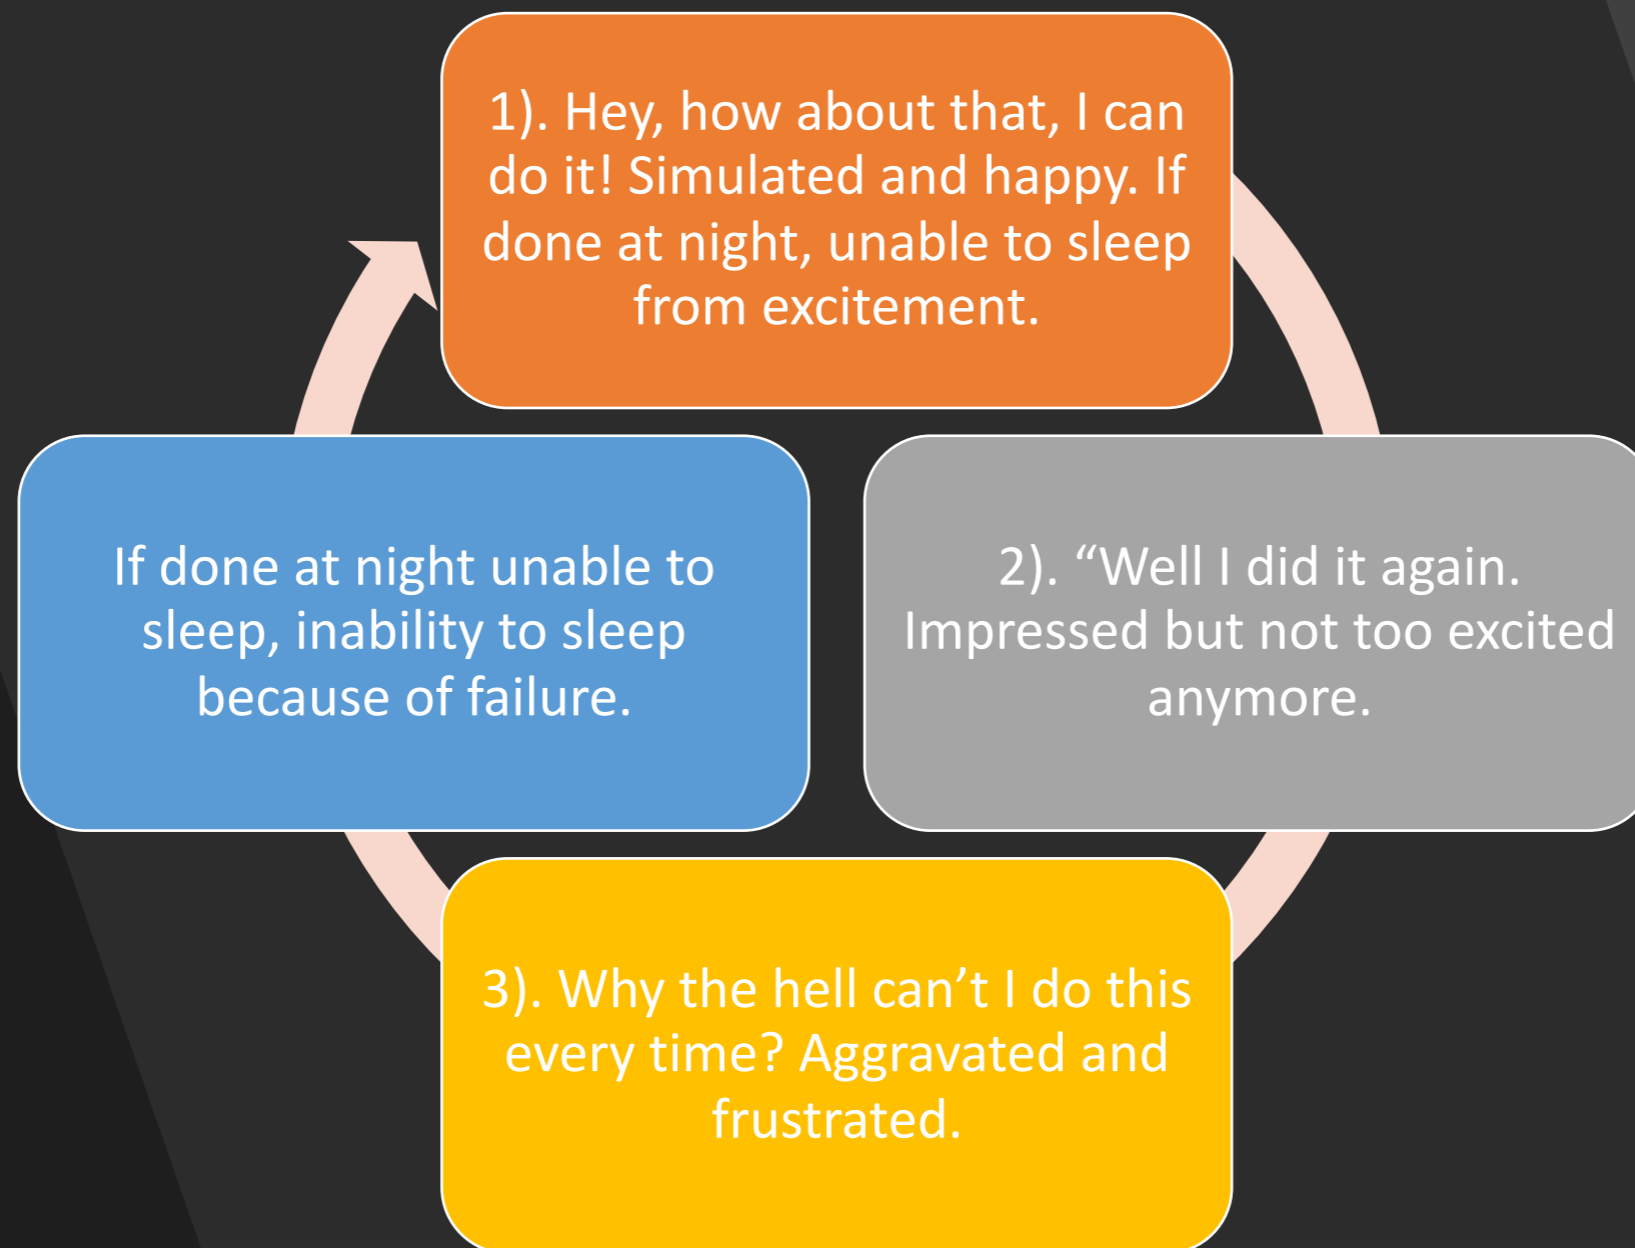 1). Hey, how about that, I can
do it! Simulated and happy. If
done at night, unable to sleep
from excitement.
2). “Well I did it again.
Impressed but not too excited
anymore.
3). Why the hell can’t I do this
every time? Aggravated and
frustrated.
If done at night unable to
sleep, inability to sleep
because of failure.